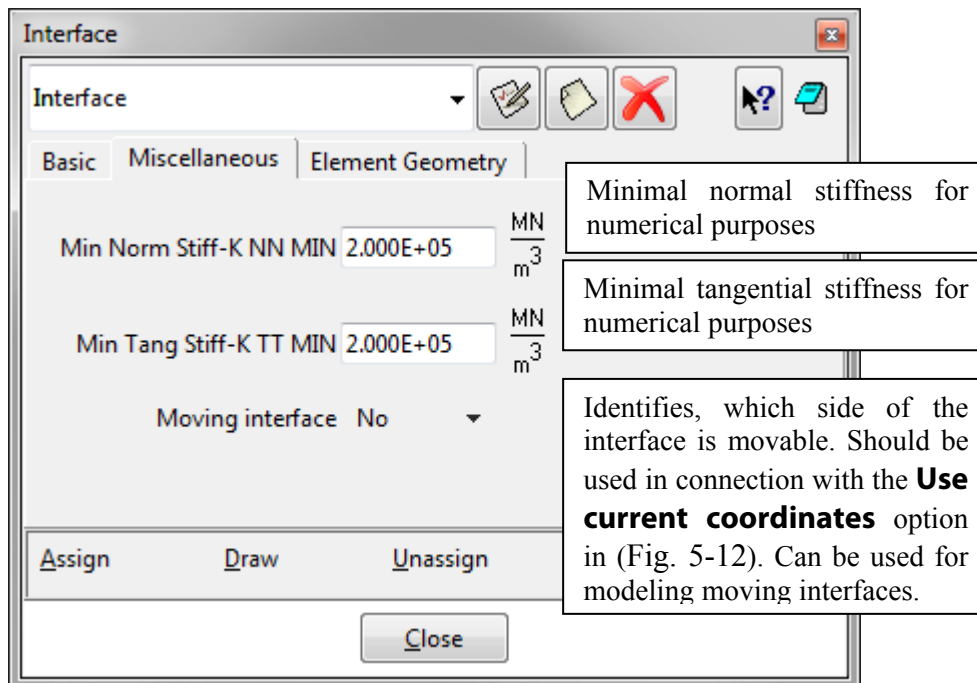 Interface
Interface
Basic Miscellaneous Element Geometry
Min Norm Stiff-K NN MIN 2.000E+05 MN/m³
Min Tang Stiff-K TT MIN 2.000E+05 MN/m³
Moving interface No
Assign Draw Unassign
Close
Minimal normal stiffness for
numerical purposes
Minimal tangential stiffness for
numerical purposes
Identifies, which side of the
interface is movable. Should be
used in connection with the Use
current coordinates option
in (Fig. 5-12). Can be used for
modeling moving interfaces.